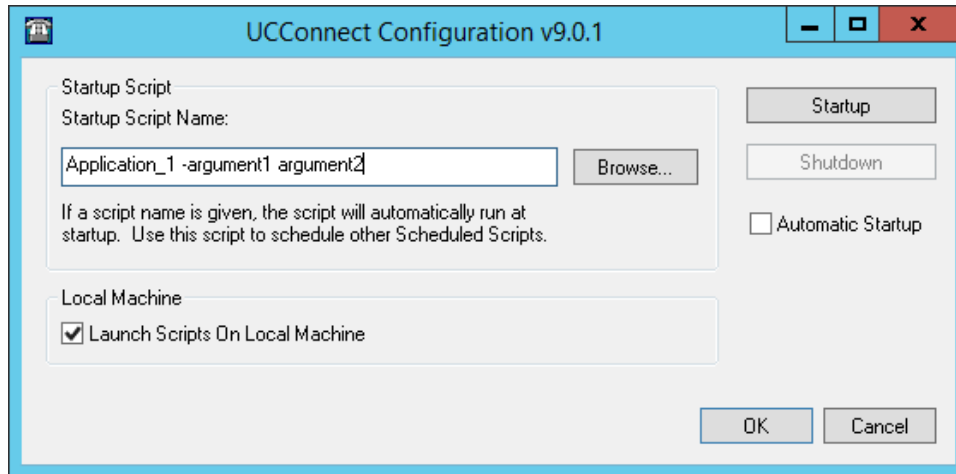 UCConnect Configuration v9.0.1
Startup Script
Startup Script Name:
Application_1 -argument1 argument2
Browse...
If a script name is given, the script will automatically run at
startup.  Use this script to schedule other Scheduled Scripts.
Startup
Shutdown
Automatic Startup
Local Machine
Launch Scripts On Local Machine
OK
Cancel